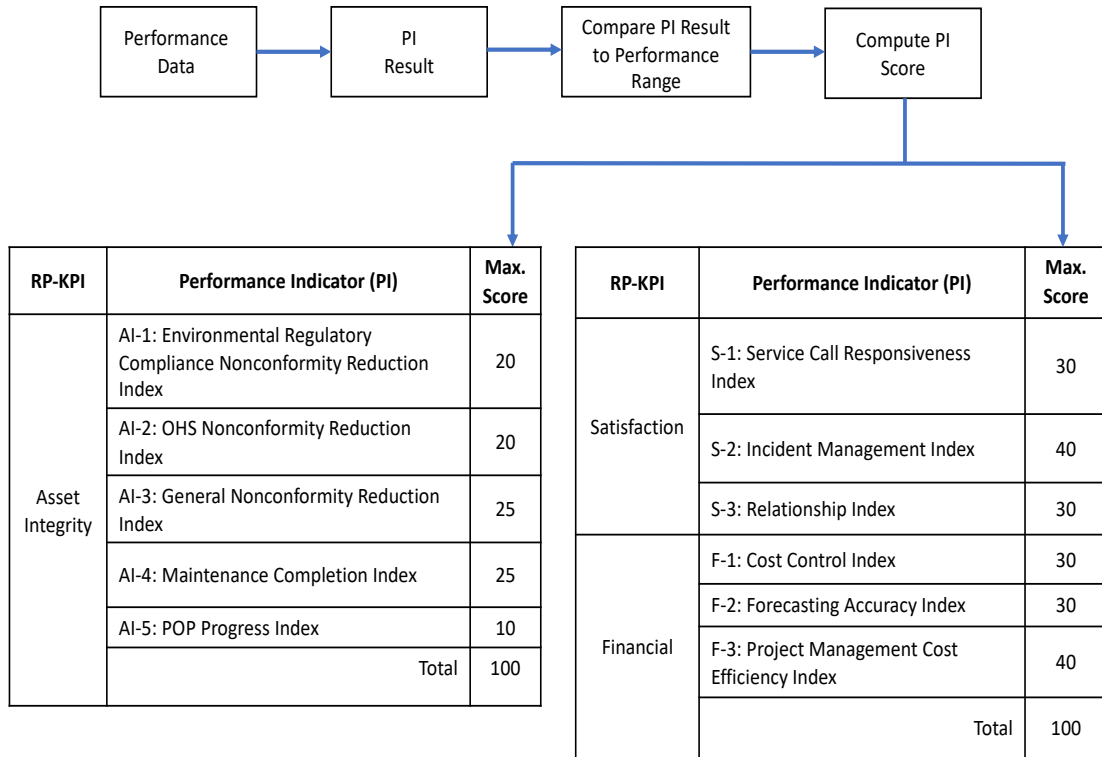 Performance
Data
PI
Result
Compare PI Result
to Performance
Range
Compute PI
Score
RP-KPI
Performance Indicator (PI)
Max.
Score
Asset
Integrity
AI-1: Environmental Regulatory
Compliance Nonconformity Reduction
Index
20
AI-2: OHS Nonconformity Reduction
Index
20
AI-3: General Nonconformity Reduction
Index
25
AI-4: Maintenance Completion Index
25
AI-5: POP Progress Index
10
Total
100
RP-KPI
Performance Indicator (PI)
Max.
Score
Satisfaction
S-1: Service Call Responsiveness
Index
30
S-2: Incident Management Index
40
S-3: Relationship Index
30
Financial
F-1: Cost Control Index
30
F-2: Forecasting Accuracy Index
30
F-3: Project Management Cost
Efficiency Index
40
Total
100